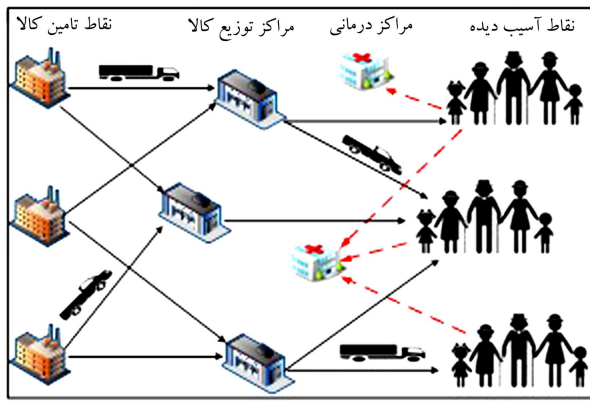 نقاط آسیب دیده
مراکز درمانی
مراکز توزیع کالا
نقاط تامین کالا